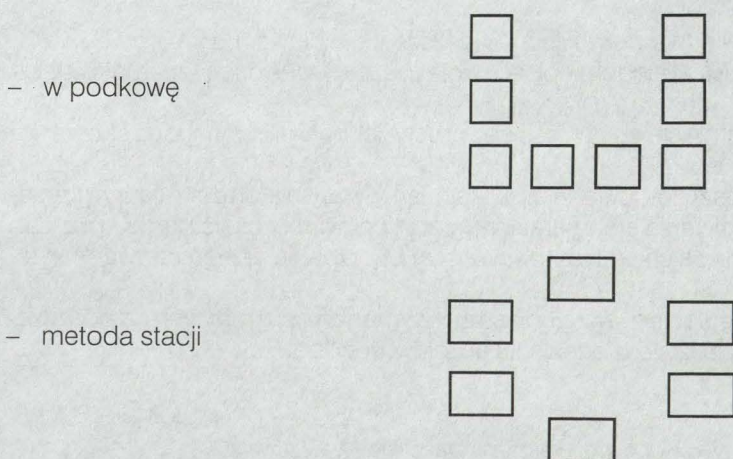 – w podkowę
– metoda stacji